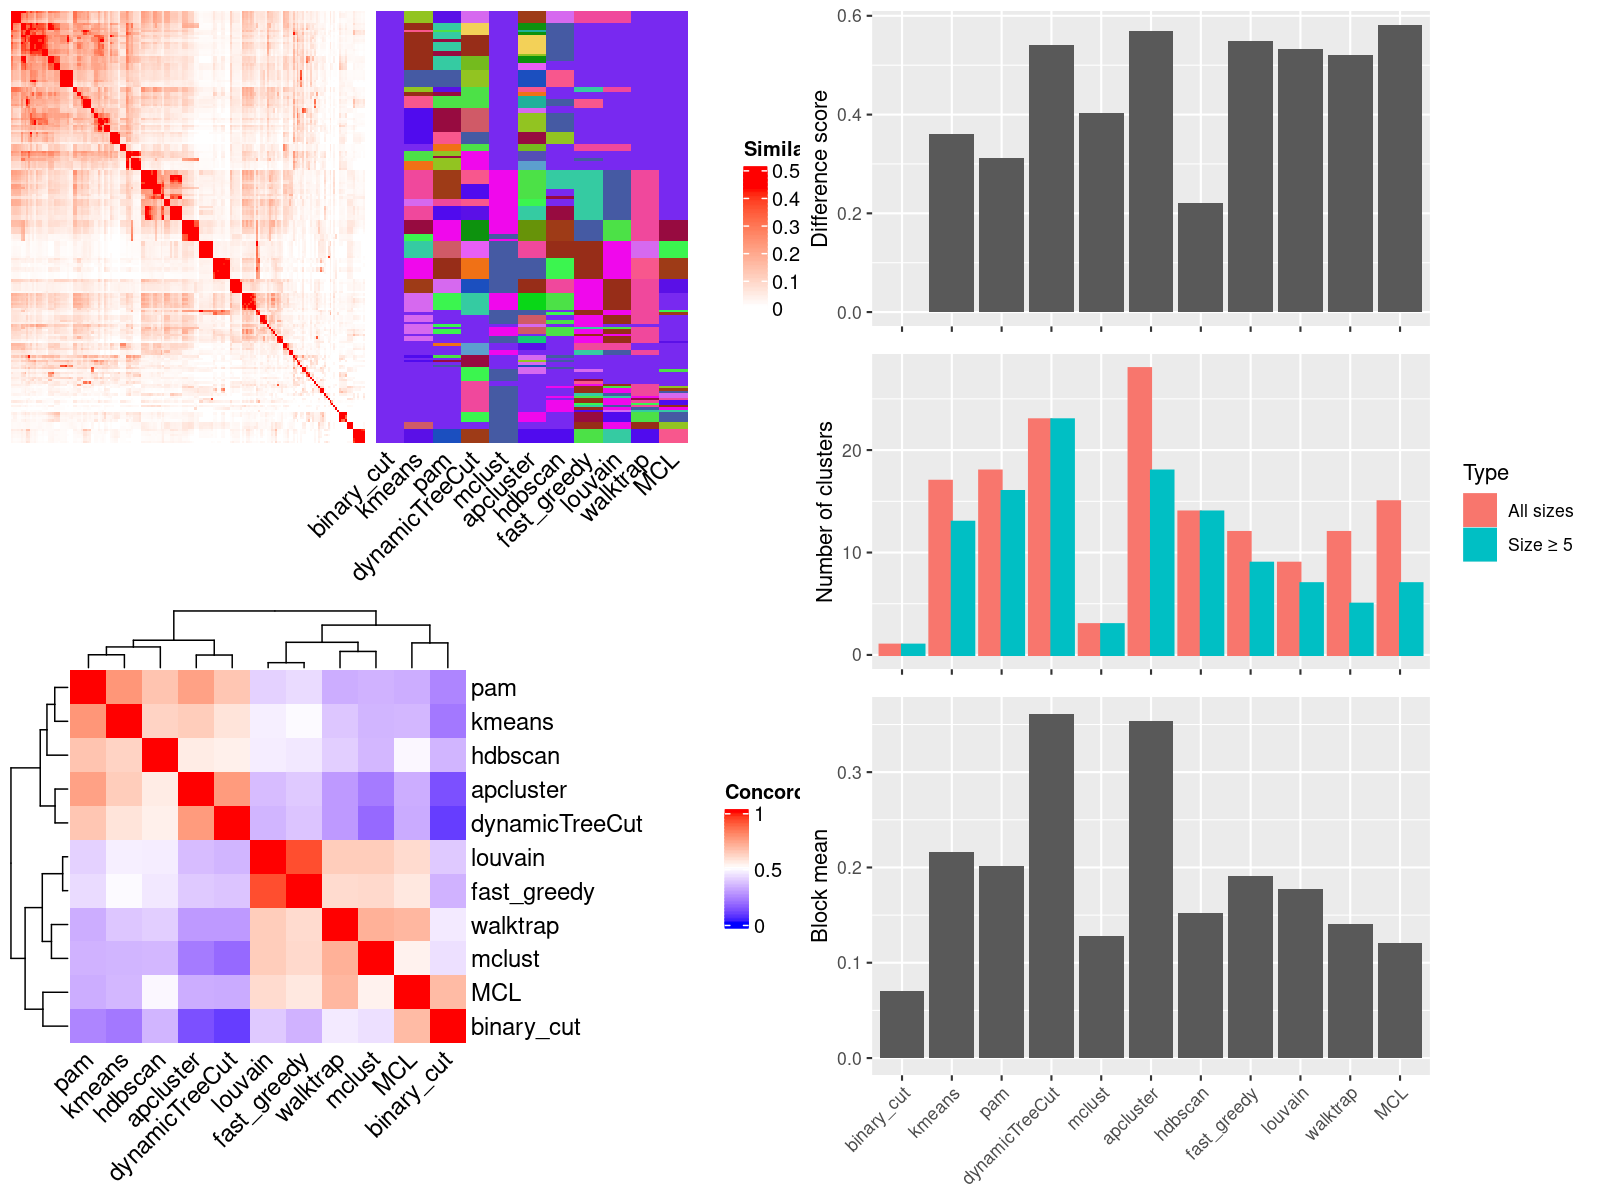 Simila
0.5
0.4
0.3
0.2
0.1
0
binary_cut
kmeans
pam
dynamicTreeCut
mclust
apcluster
hdbscan
fast_greedy
louvain
walktrap
MCL
pam
kmeans
hdbscan
apcluster
dynamicTreeCut
louvain
fast_greedy
walktrap
mclust
MCL
binary_cut
pam
kmeans
hdbscan
apcluster
dynamicTreeCut
louvain
fast_greedy
walktrap
mclust
MCL
binary_cut
Concord
1
0.5
0
Difference score
0.6
0.4
0.2
0.0
Number of clusters
20
10
0
Type
All sizes
Size ≥ 5
Block mean
0.3
0.2
0.1
0.0
binary_cut
kmeans
pam
dynamicTreeCut
mclust
apcluster
hdbscan
fast_greedy
louvain
walktrap
MCL